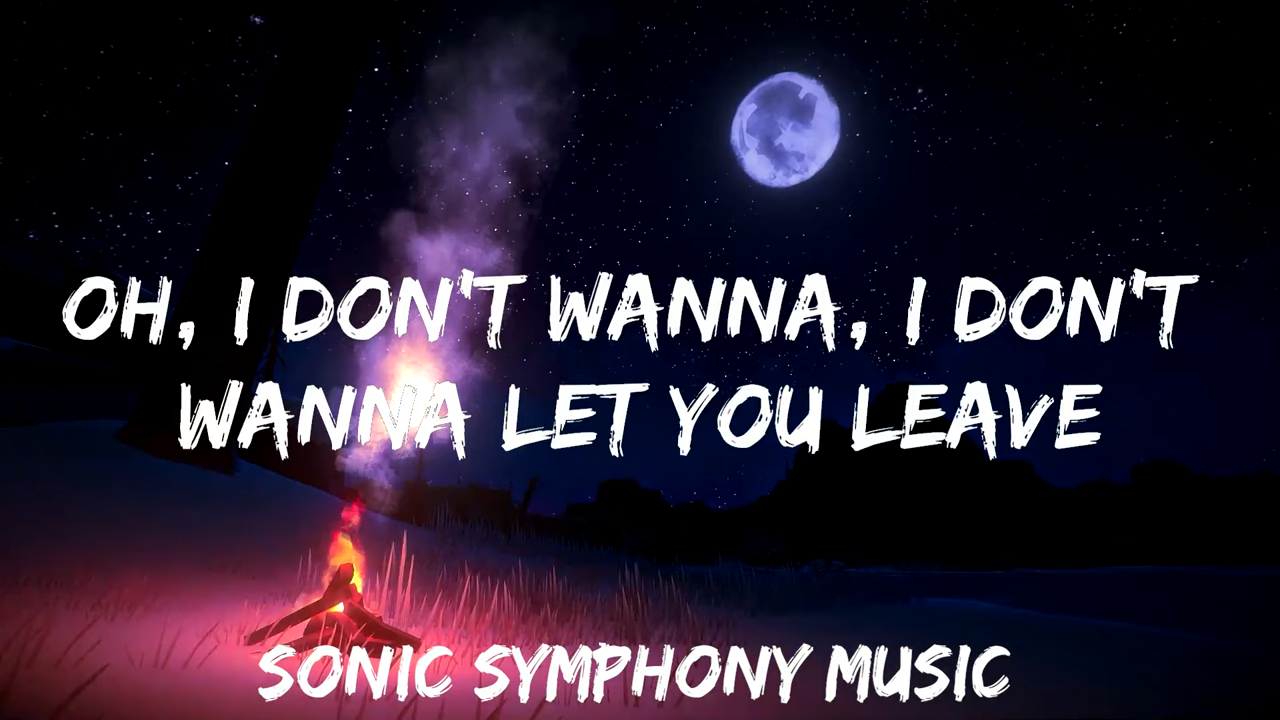 OH, I DON'T WANNA, I DON'T
WANNA LET YOU LEAVE
SONIC SYMPHONY MUSIC